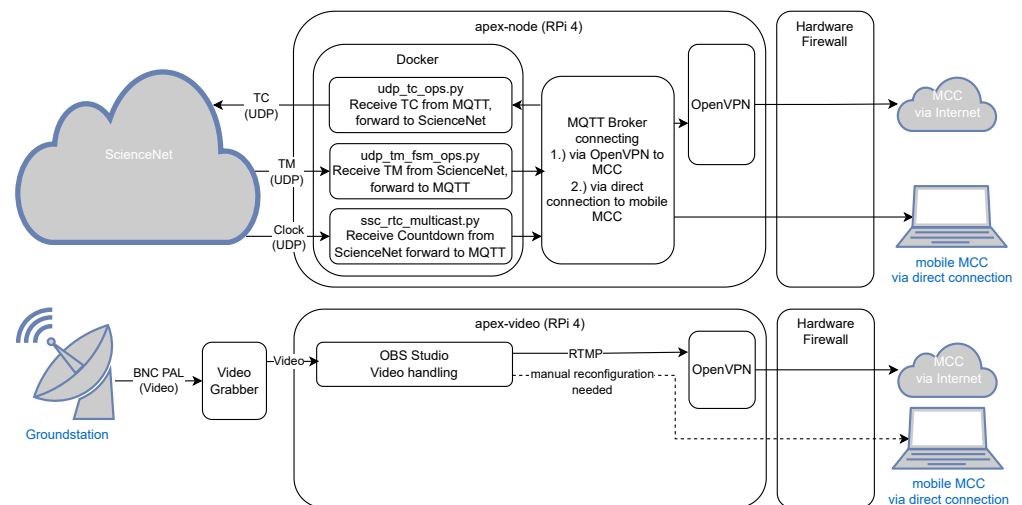 apex-node (RPi 4)
Hardware
Firewall
Docker
udp_tc_ops.py
Receive TC from MQTT,
forward to ScienceNet
TC
(UDP)
ScienceNet
udp_tm_fsm_ops.py
Receive TM from ScienceNet,
forward to MQTT
TM
(UDP)
ssc_rtc_multicast.py
Receive Countdown from
ScienceNet forward to MQTT
Clock
(UDP)
MQTT Broker
connecting
1.) via OpenVPN to
MCC
2.) via direct
connection to mobile
MCC
OpenVPN
MCC
via Internet
mobile MCC
via direct connection
apex-video (RPi 4)
Hardware
Firewall
Groundstation
BNC PAL
(Video)
Video
Grabber
Video
OBS Studio
Video handling
RTMP
manual reconfiguration
needed
OpenVPN
MCC
via Internet
mobile MCC
via direct connection